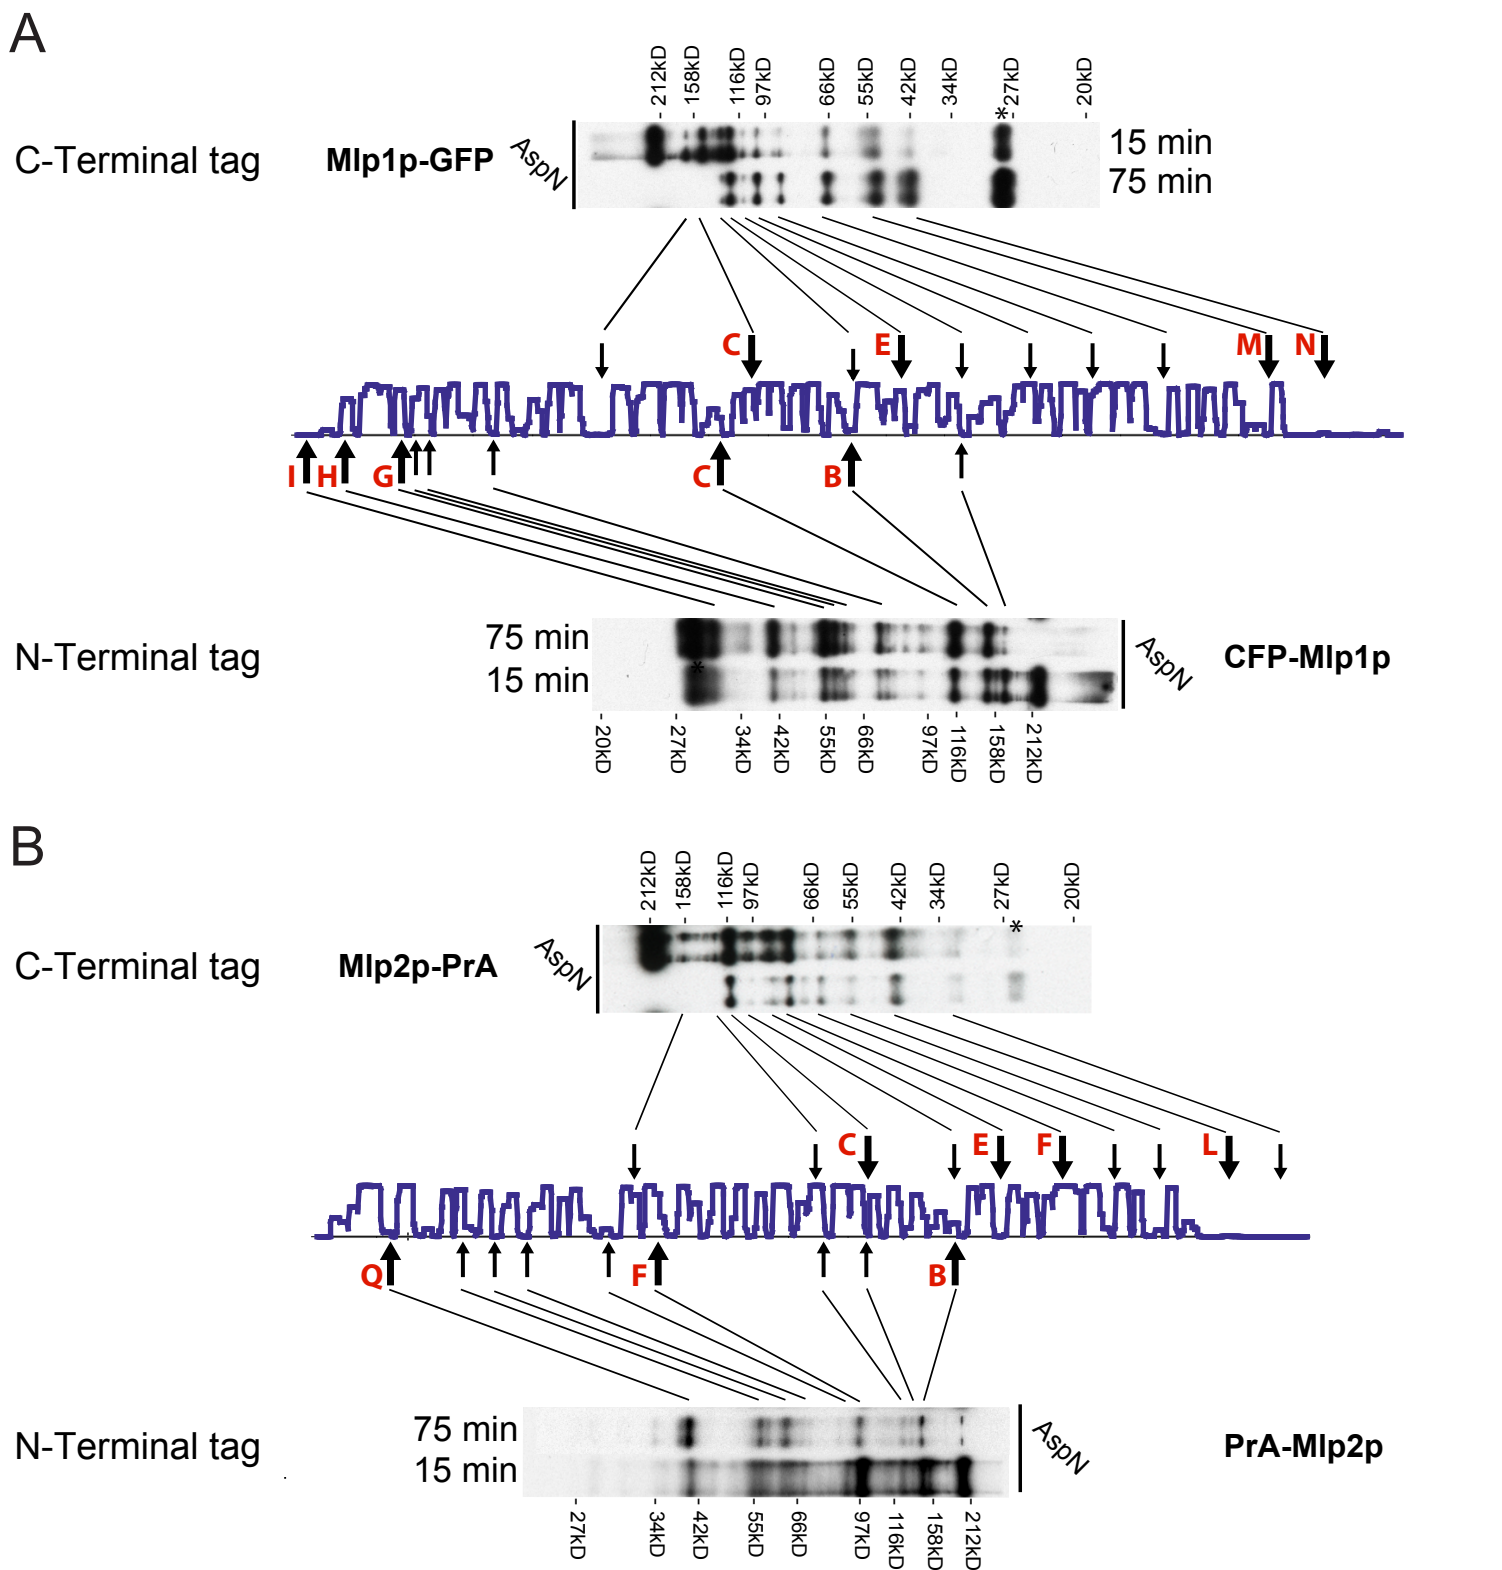 A
212kD
158kD
116kD
97kD
66kD
55kD
42kD
34kD
27kD
20kD
*
C-Terminal tag
Mlp1p-GFP
AspN
15 min
75 min
C
E
M
N
I
H
G
C
B
N-Terminal tag
75 min
15 min
*
AspN
CFP-Mlp1p
20kD
27kD
34kD
42kD
55kD
66kD
97kD
116kD
158kD
212kD
B
212kD
158kD
116kD
97kD
66kD
55kD
42kD
34kD
27kD
20kD
*
C-Terminal tag
Mlp2p-PrA
AspN
C
E
F
L
Q
F
B
N-Terminal tag
75 min
15 min
AspN
PrA-Mlp2p
27kD
34kD
42kD
55kD
66kD
97kD
116kD
158kD
212kD